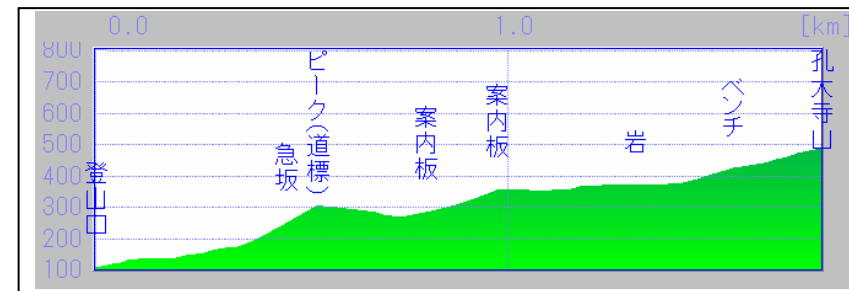 0.0
1.0
[km]
800
700
600
500
400
300
200
100
登山口
急坂
ピーク(道標)
案内板
案内板
岩
ベンチ
孔大寺山